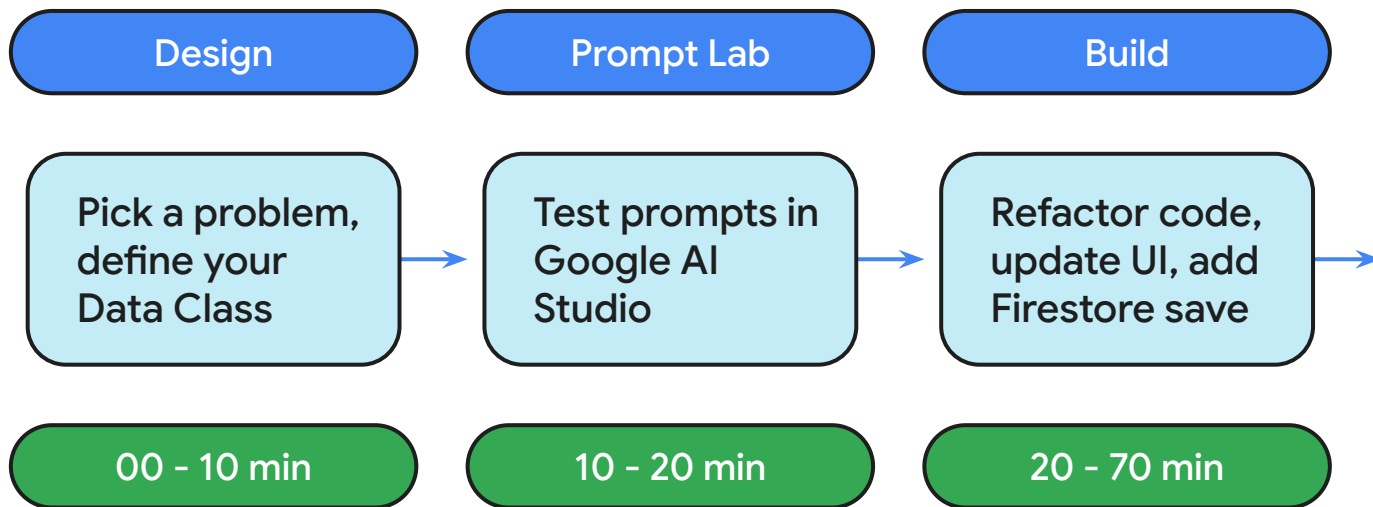 Design
Prompt Lab
Build
Pick a problem,
define your
Data Class
Test prompts in
Google AI
Studio
Refactor code,
update UI, add
Firestore save
00 - 10 min
10 - 20 min
20 - 70 min